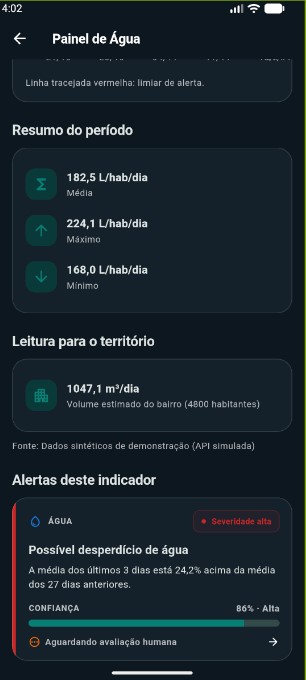 4:02
Painel de Água
Linha tracejada vermelha: limiar de alerta.
Resumo do período
182,5 L/hab/dia
Média
224,1 L/hab/dia
Máximo
168,0 L/hab/dia
Mínimo
Leitura para o território
1047,1 m³/dia
Volume estimado do bairro (4800 habitantes)
Fonte: Dados sintéticos de demonstração (API simulada)
Alertas deste indicador
ÁGUA
Severidade alta
Possível desperdício de água
A média dos últimos 3 dias está 24,2% acima da média
dos 27 dias anteriores.
CONFIANÇA
86% · Alta
Aguardando avaliação humana